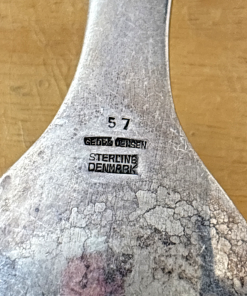 57
GEORG JENSEN
STERLING
DENMARK